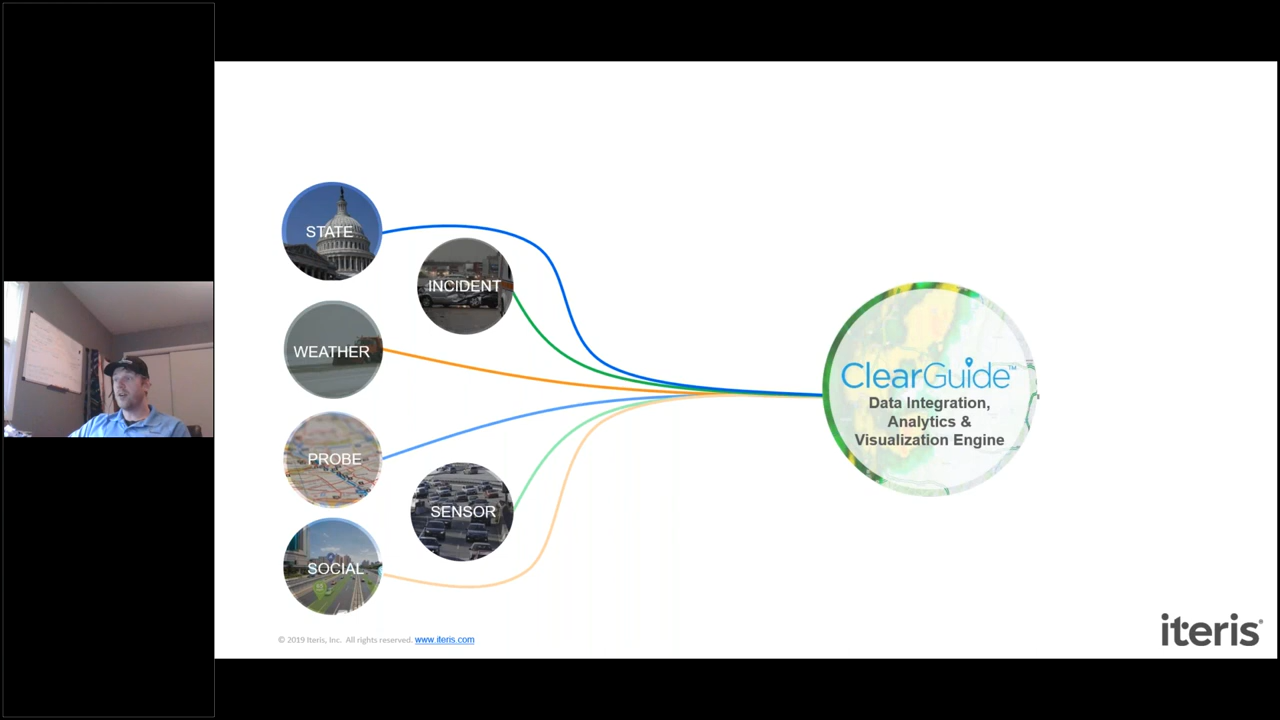 STATE
INCIDENT
WEATHER
PROBE
SENSOR
SOCIAL
ClearGuide™
Data Integration,
Analytics &
Visualization Engine
© 2019 Iteris, Inc. All rights reserved. www.iteris.com
iteris®